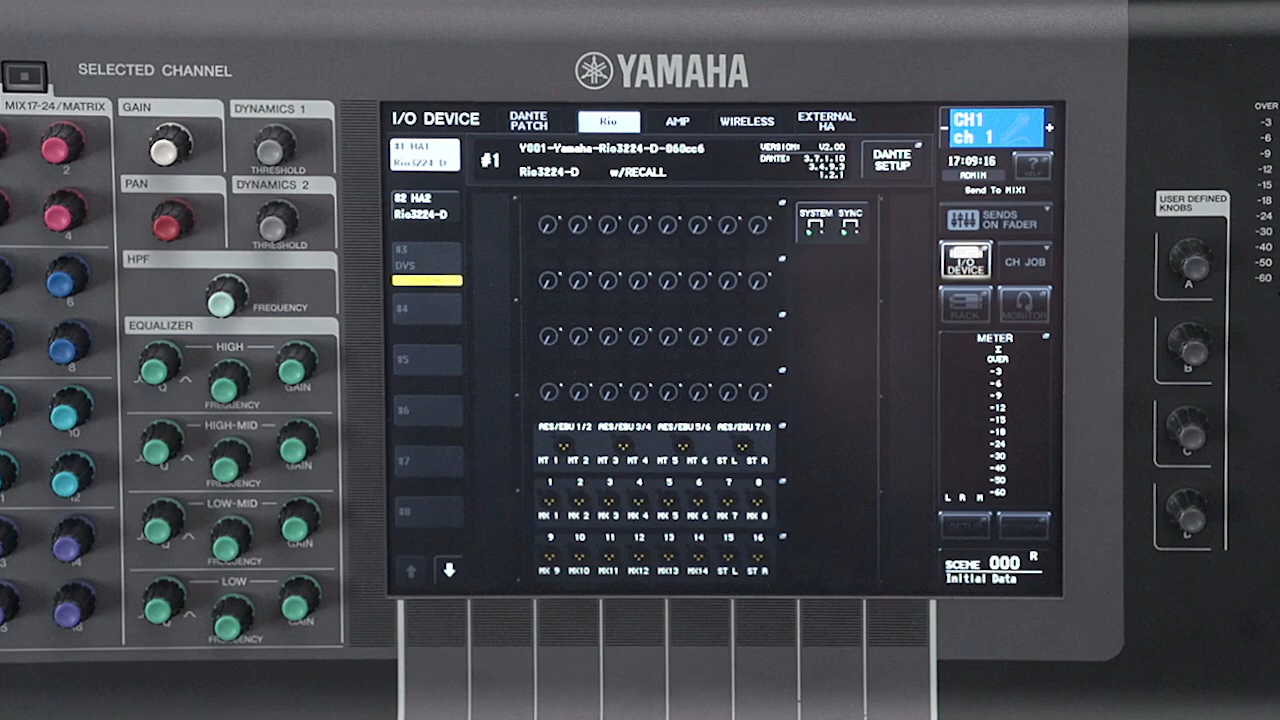 SELECTED CHANNEL
YAMAHA
MIX17-24/MATRIX
GAIN
DYNAMICS 1
THRESHOLD
PAN
DYNAMICS 2
THRESHOLD
HPF
FREQUENCY
EQUALIZER
HIGH
Q
GAIN
FREQUENCY
HIGH-MID
Q
GAIN
FREQUENCY
LOW-MID
Q
GAIN
FREQUENCY
LOW
Q
GAIN
FREQUENCY
2
4
6
8
10
I/O DEVICE
DANTE PATCH
Rio
AMP
WIRELESS
EXTERNAL HA
#1 HA1
Rio3224-D
#2 HA2
Rio3224-D
#3
DVS
#4
#5
#6
#7
#8
#1
Y001-Yamaha-Rio3224-D-060cc6
Rio3224-D w/RECALL
VERSION: V2.00
DANTE:
DANTE SETUP
SYSTEM SYNC
AES/EBU 1/2 AES/EBU 3/4 AES/EBU 5/6 AES/EBU 7/8
MT 1 MT 2 MT 3 MT 4 MT 5 MT 6 ST L ST R
1 2 3 4 5 6 7 8
MX 1 MX 2 MX 3 MX 4 MX 5 MX 6 MX 7 MX 8
9 10 11 12 13 14 15 16
MX 9 MX10 MX11 MX12 MX13 MX14 ST L ST R
CH1
ch 1
17:09:16
ADMIN
?
HELP
Send To MIX1
SENDS ON FADER
I/O DEVICE
CH JOB
RACK
MONITOR
METER
Σ
OVER
-3
-6
-9
-12
-15
-18
-24
-30
-40
-50
-60
L R M
SETUP
SCENE 000 R
Initial Data
USER DEFINED
KNOBS
A
B
C
D
OVER
-3
-6
-9
-12
-15
-18
-24
-30
-40
-50
-60